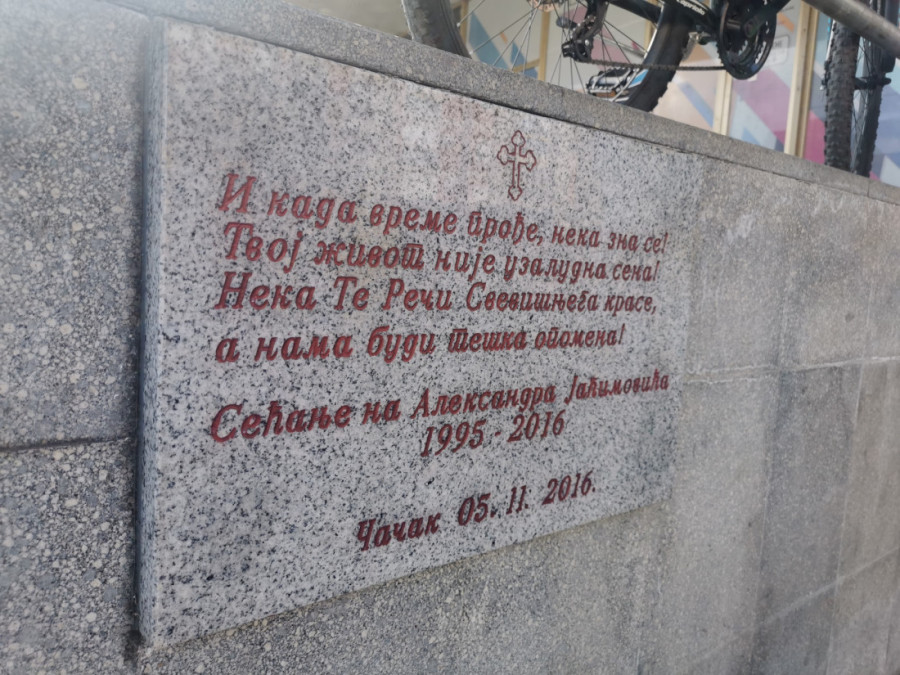 И када време прође, нека зна се!
Твој живот није узалудна сена!
Нека Те Речи Свевишњега красе,
а нама буди тешка опомена!
Сећање на Александра Јаћимовића
1995 - 2016
Чачак 05. 11. 2016.